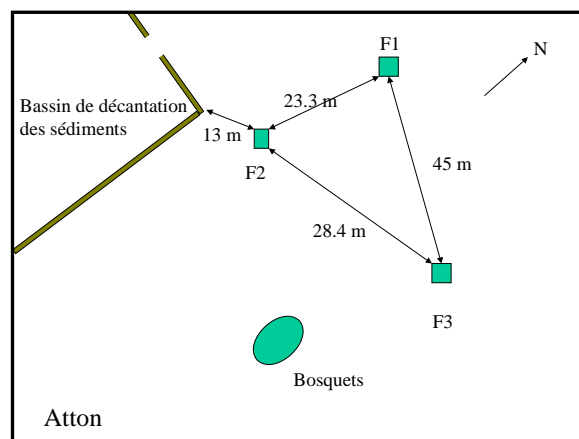 F1
N
23.3 m
Bassin de décantation
des sédiments
13 m
F2
45 m
28.4 m
F3
Bosquets
Atton